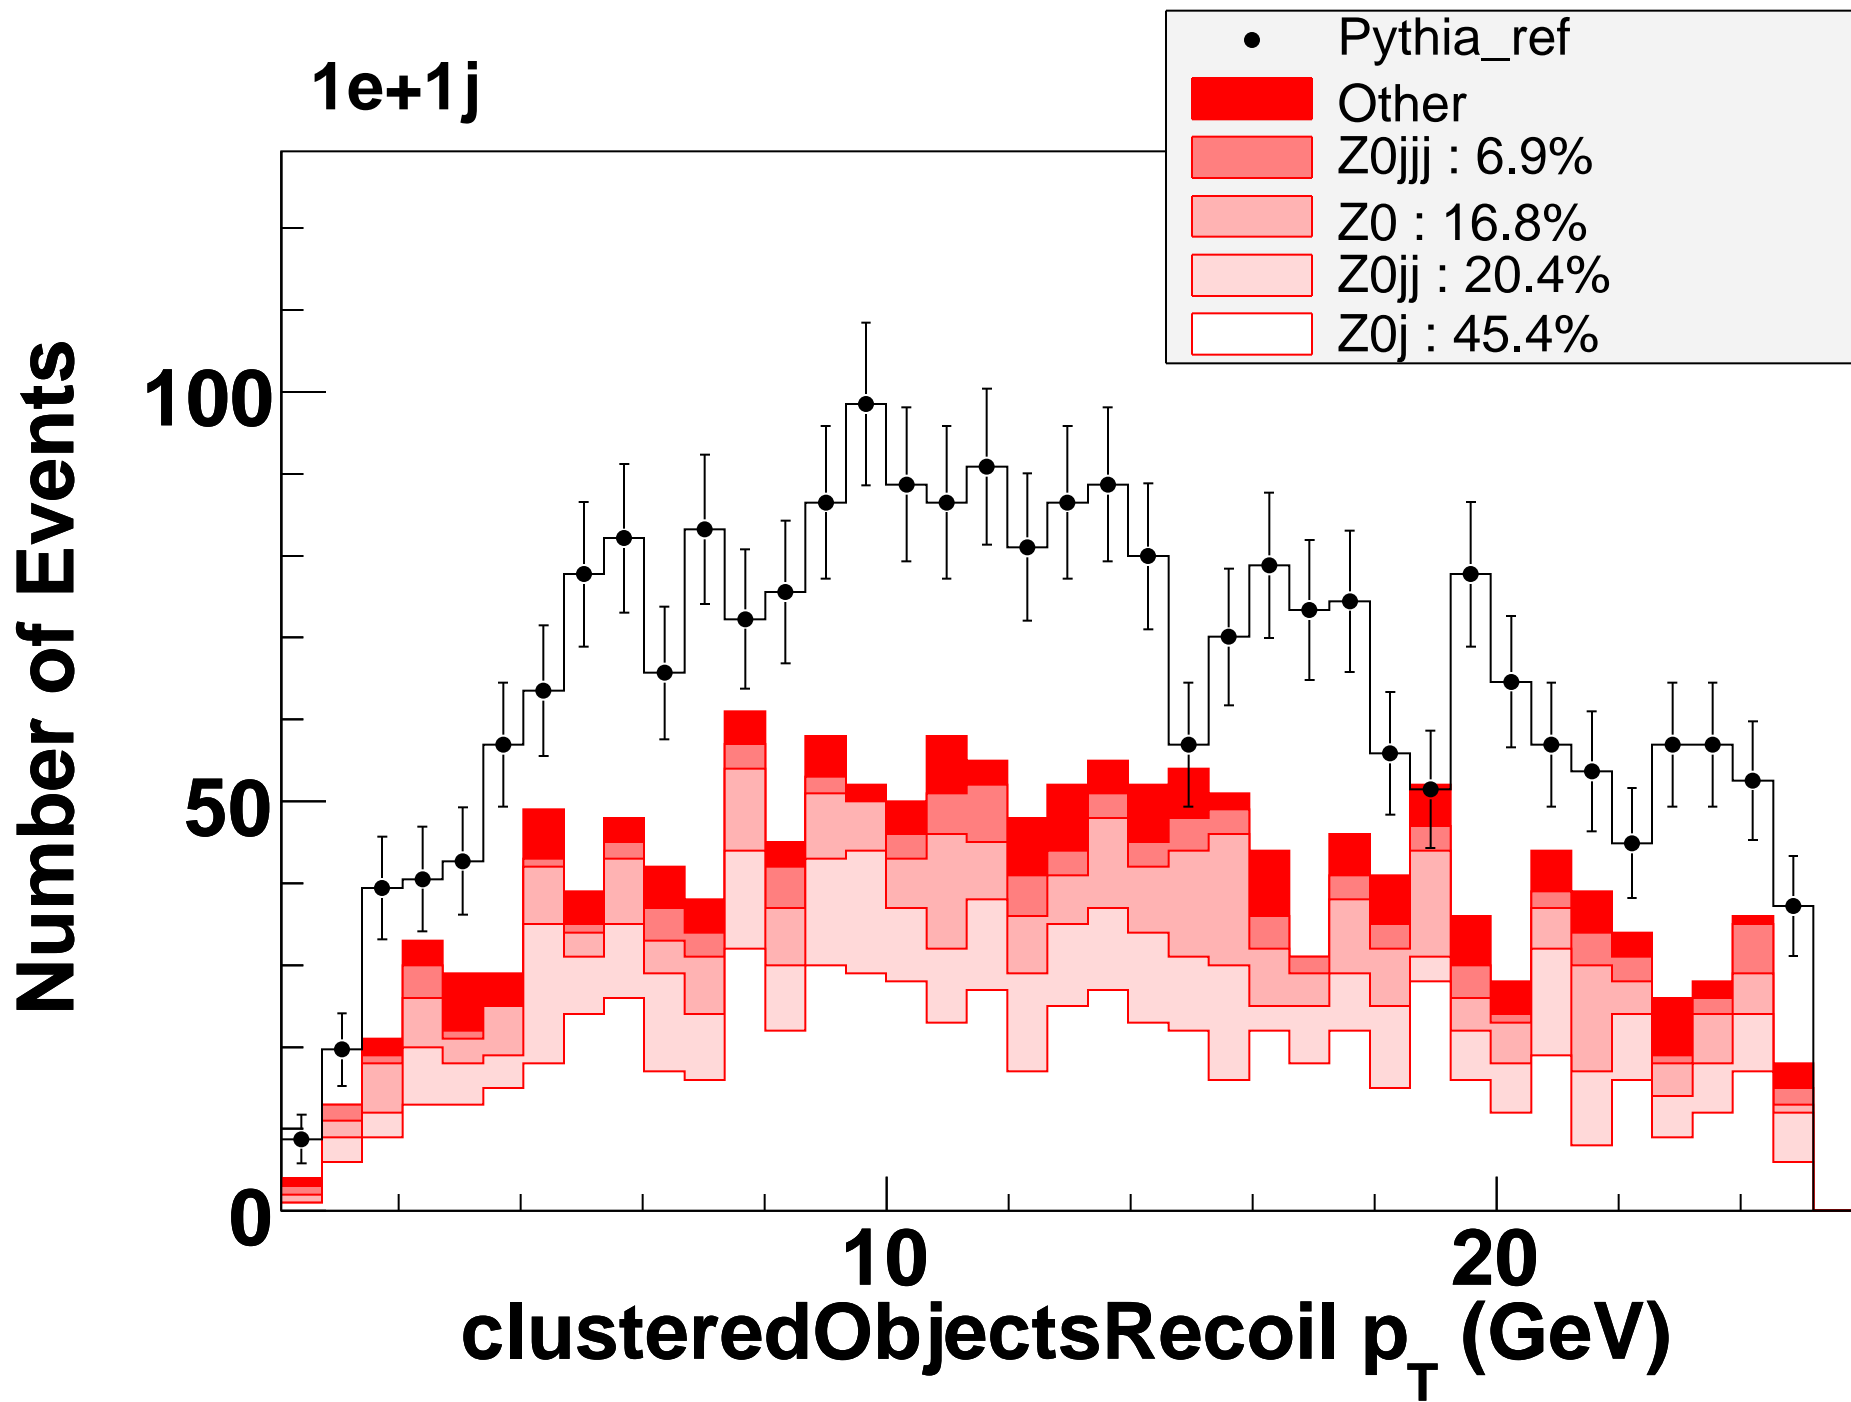 1e+1j
Pythia_ref
Other
Z0jjj : 6.9%
Z0 : 16.8%
Z0jj : 20.4%
Z0j : 45.4%
Number of Events
100
50
0
10
20
clusteredObjectsRecoil p_T (GeV)